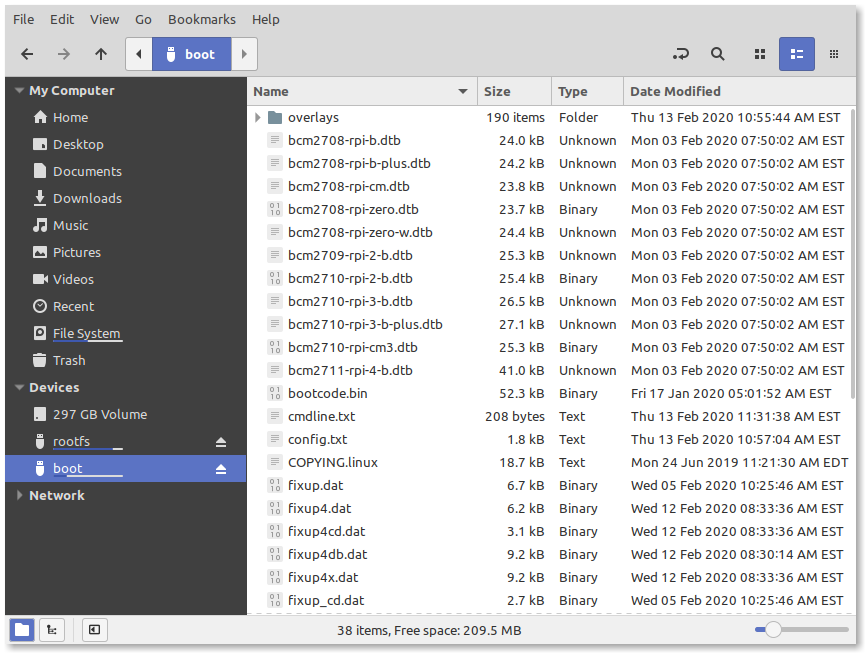 File Edit View Go Bookmarks Help
boot
My Computer
Home
Desktop
Documents
Downloads
Music
Pictures
Videos
Recent
File System
Trash
Devices
297 GB Volume
rootfs
boot
Network
Name Size Type Date Modified
overlays 190 items Folder Thu 13 Feb 2020 10:55:44 AM EST
bcm2708-rpi-b.dtb 24.0 kB Unknown Mon 03 Feb 2020 07:50:02 AM EST
bcm2708-rpi-b-plus.dtb 24.2 kB Unknown Mon 03 Feb 2020 07:50:02 AM EST
bcm2708-rpi-cm.dtb 23.8 kB Unknown Mon 03 Feb 2020 07:50:02 AM EST
bcm2708-rpi-zero.dtb 23.7 kB Binary Mon 03 Feb 2020 07:50:02 AM EST
bcm2708-rpi-zero-w.dtb 24.4 kB Unknown Mon 03 Feb 2020 07:50:02 AM EST
bcm2709-rpi-2-b.dtb 25.3 kB Unknown Mon 03 Feb 2020 07:50:02 AM EST
bcm2710-rpi-2-b.dtb 25.4 kB Binary Mon 03 Feb 2020 07:50:02 AM EST
bcm2710-rpi-3-b.dtb 26.5 kB Unknown Mon 03 Feb 2020 07:50:02 AM EST
bcm2710-rpi-3-b-plus.dtb 27.1 kB Unknown Mon 03 Feb 2020 07:50:02 AM EST
bcm2710-rpi-cm3.dtb 25.3 kB Binary Mon 03 Feb 2020 07:50:02 AM EST
bcm2711-rpi-4-b.dtb 41.0 kB Unknown Mon 03 Feb 2020 07:50:02 AM EST
bootcode.bin 52.3 kB Binary Fri 17 Jan 2020 05:01:52 AM EST
cmdline.txt 208 bytes Text Thu 13 Feb 2020 11:31:38 AM EST
config.txt 1.8 kB Text Thu 13 Feb 2020 10:57:04 AM EST
COPYING.linux 18.7 kB Text Mon 24 Jun 2019 11:21:30 AM EDT
fixup.dat 6.7 kB Binary Wed 05 Feb 2020 10:25:46 AM EST
fixup4.dat 6.2 kB Binary Wed 12 Feb 2020 08:33:36 AM EST
fixup4cd.dat 3.1 kB Binary Wed 12 Feb 2020 08:33:36 AM EST
fixup4db.dat 9.2 kB Binary Wed 12 Feb 2020 08:30:14 AM EST
fixup4x.dat 9.2 kB Binary Wed 12 Feb 2020 08:33:36 AM EST
fixup_cd.dat 2.7 kB Binary Wed 05 Feb 2020 10:25:46 AM EST
38 items, Free space: 209.5 MB